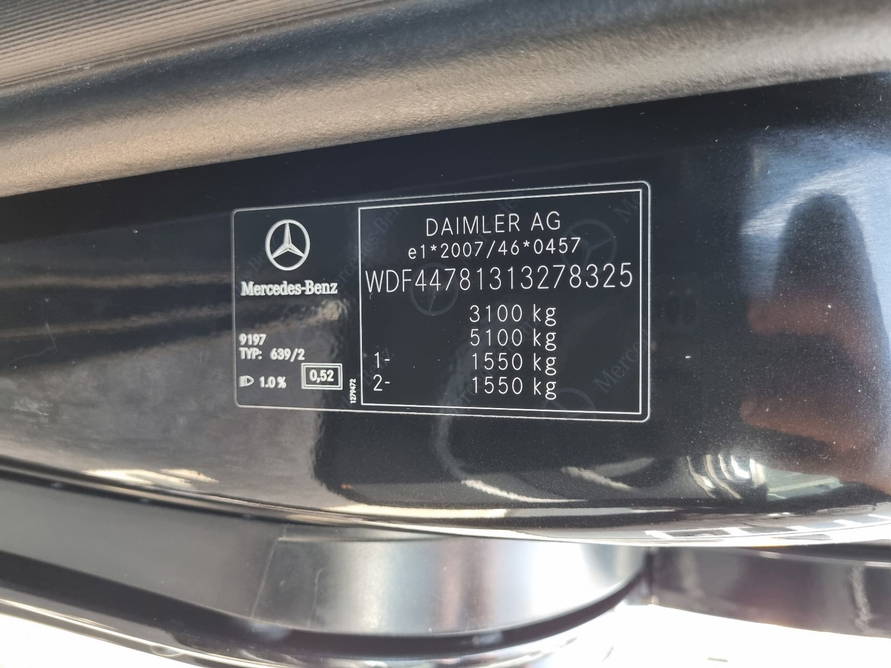 Mercedes-Benz
9197
TYP: 639/2
1.0 %
0,52
1279472
DAIMLER AG
e1*2007/46*0457
WDF44781313278325
3100 kg
5100 kg
1- 1550 kg
2- 1550 kg